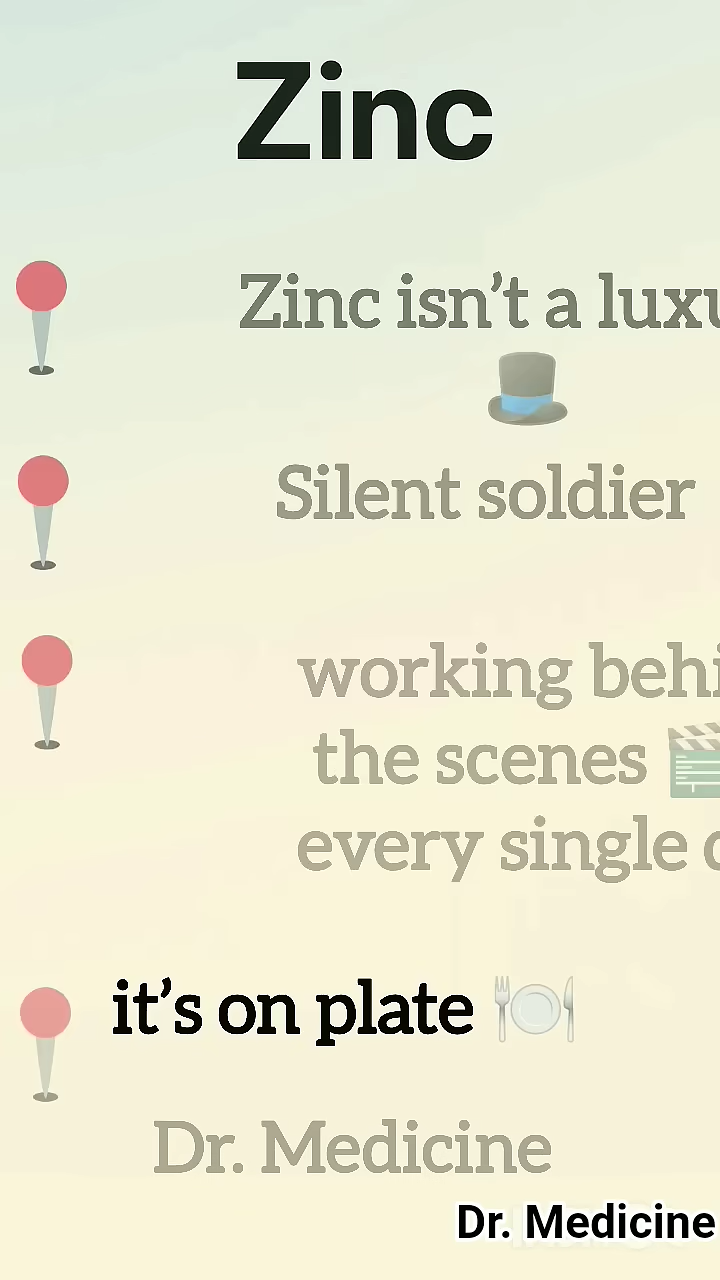 Zinc
Zinc isn’t a luxu
Silent soldier
working behi
the scenes
every single
it’s on plate
Dr. Medicine
Dr. Medicine